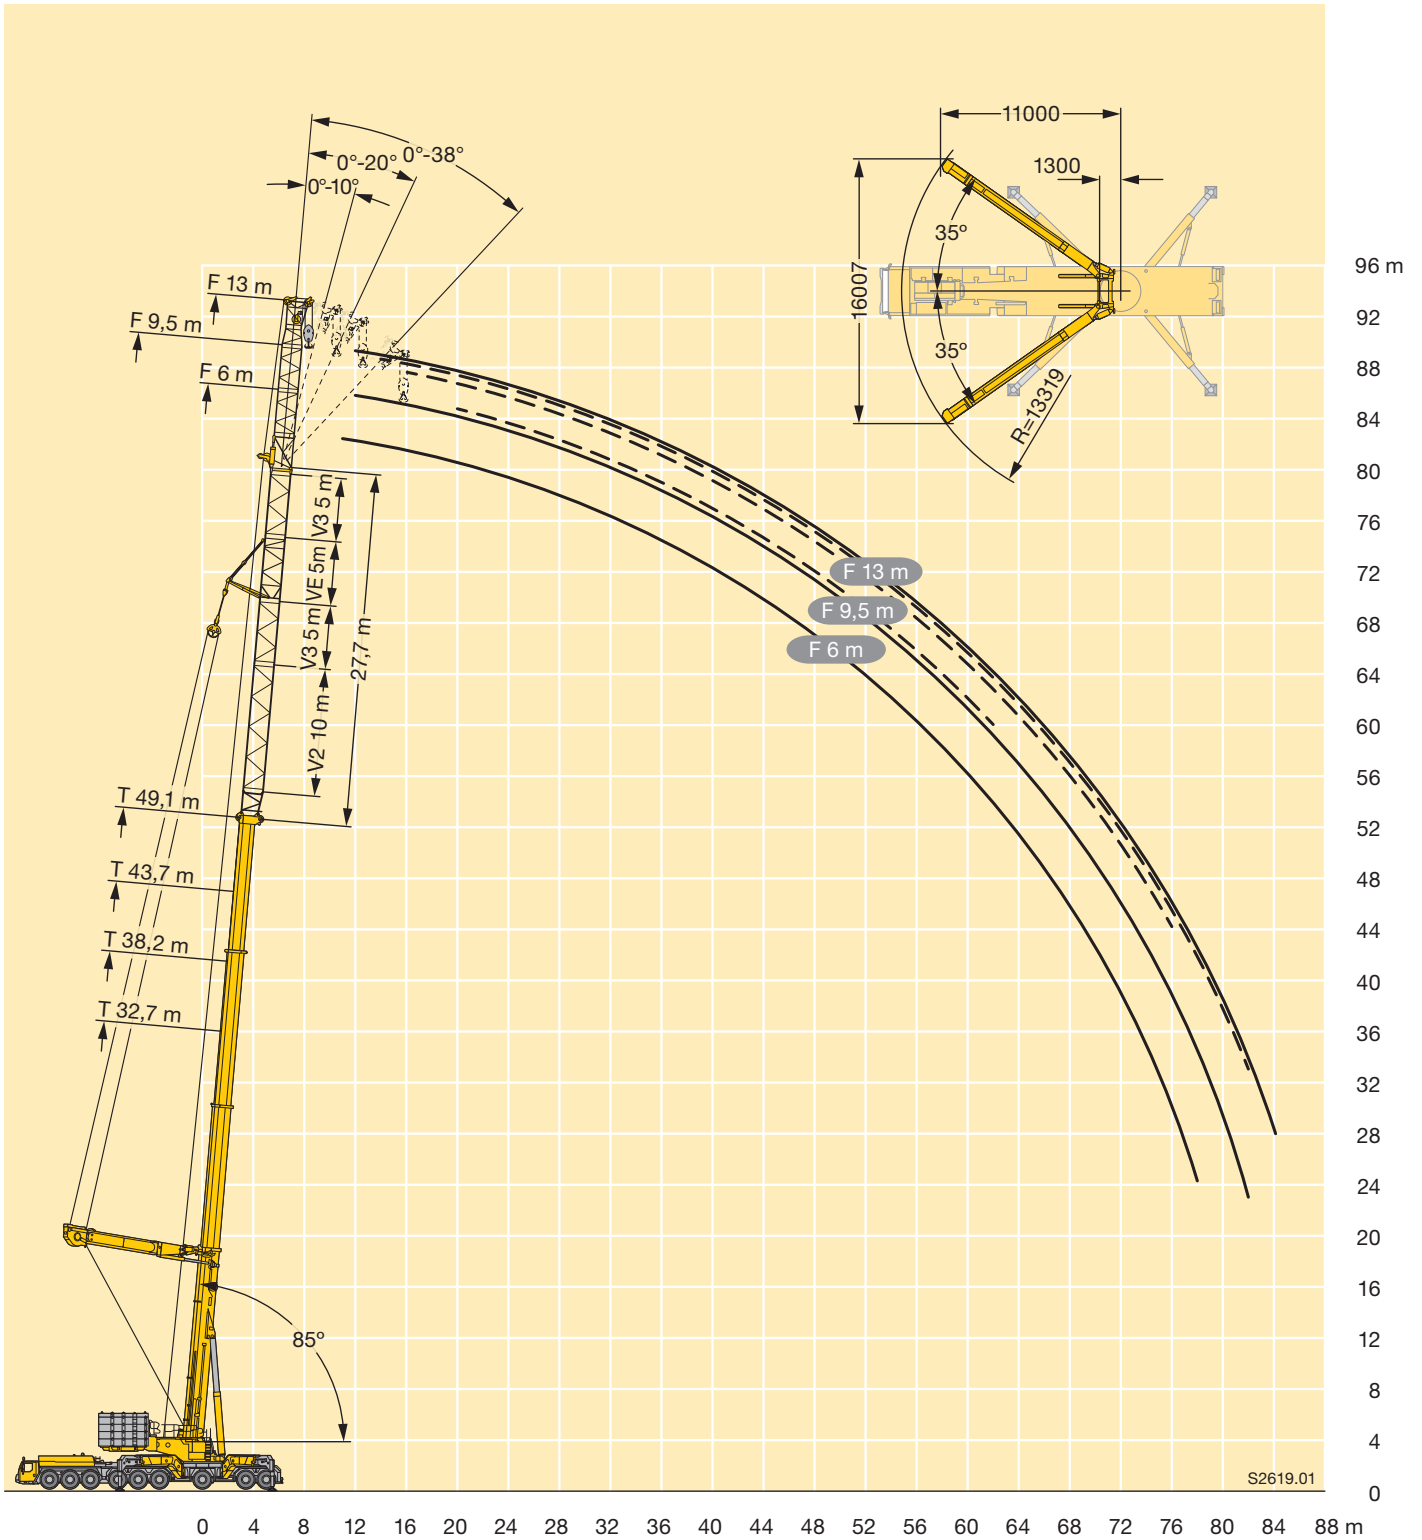 11000
1300
0°-38°
0°-20°
0°-10°
35°
16007
35°
R=13319
F 13 m
F 9,5 m
F 6 m
96 m
92
88
84
80
76
72
68
64
60
56
52
48
44
40
36
32
28
24
20
16
12
8
4
0
V3 5 m
VE 5m
V3 5 m
V2 10 m
27,7 m
F 13 m
F 9,5 m
F 6 m
T 49,1 m
T 43,7 m
T 38,2 m
T 32,7 m
85°
S2619.01
0 4 8 12 16 20 24 28 32 36 40 44 48 52 56 60 64 68 72 76 80 84 88 m